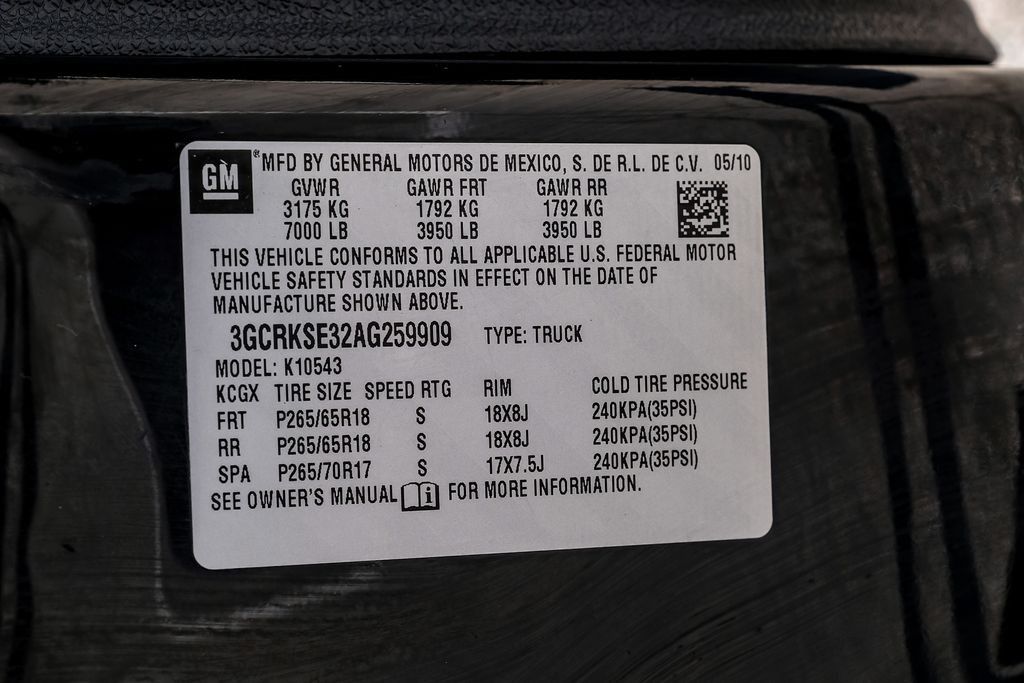 GM ® MFD BY GENERAL MOTORS DE MEXICO, S. DE R.L. DE C.V. 05/10
GVWR GAWR FRT GAWR RR
3175 KG 1792 KG 1792 KG
7000 LB 3950 LB 3950 LB
THIS VEHICLE CONFORMS TO ALL APPLICABLE U.S. FEDERAL MOTOR
VEHICLE SAFETY STANDARDS IN EFFECT ON THE DATE OF
MANUFACTURE SHOWN ABOVE.
3GCRKSE32AG259909 TYPE: TRUCK
MODEL: K10543
KCGX TIRE SIZE SPEED RTG RIM COLD TIRE PRESSURE
FRT P265/65R18 S 18X8J 240KPA(35PSI)
RR P265/65R18 S 18X8J 240KPA(35PSI)
SPA P265/70R17 S 17X7.5J 240KPA(35PSI)
SEE OWNER'S MANUAL i FOR MORE INFORMATION.